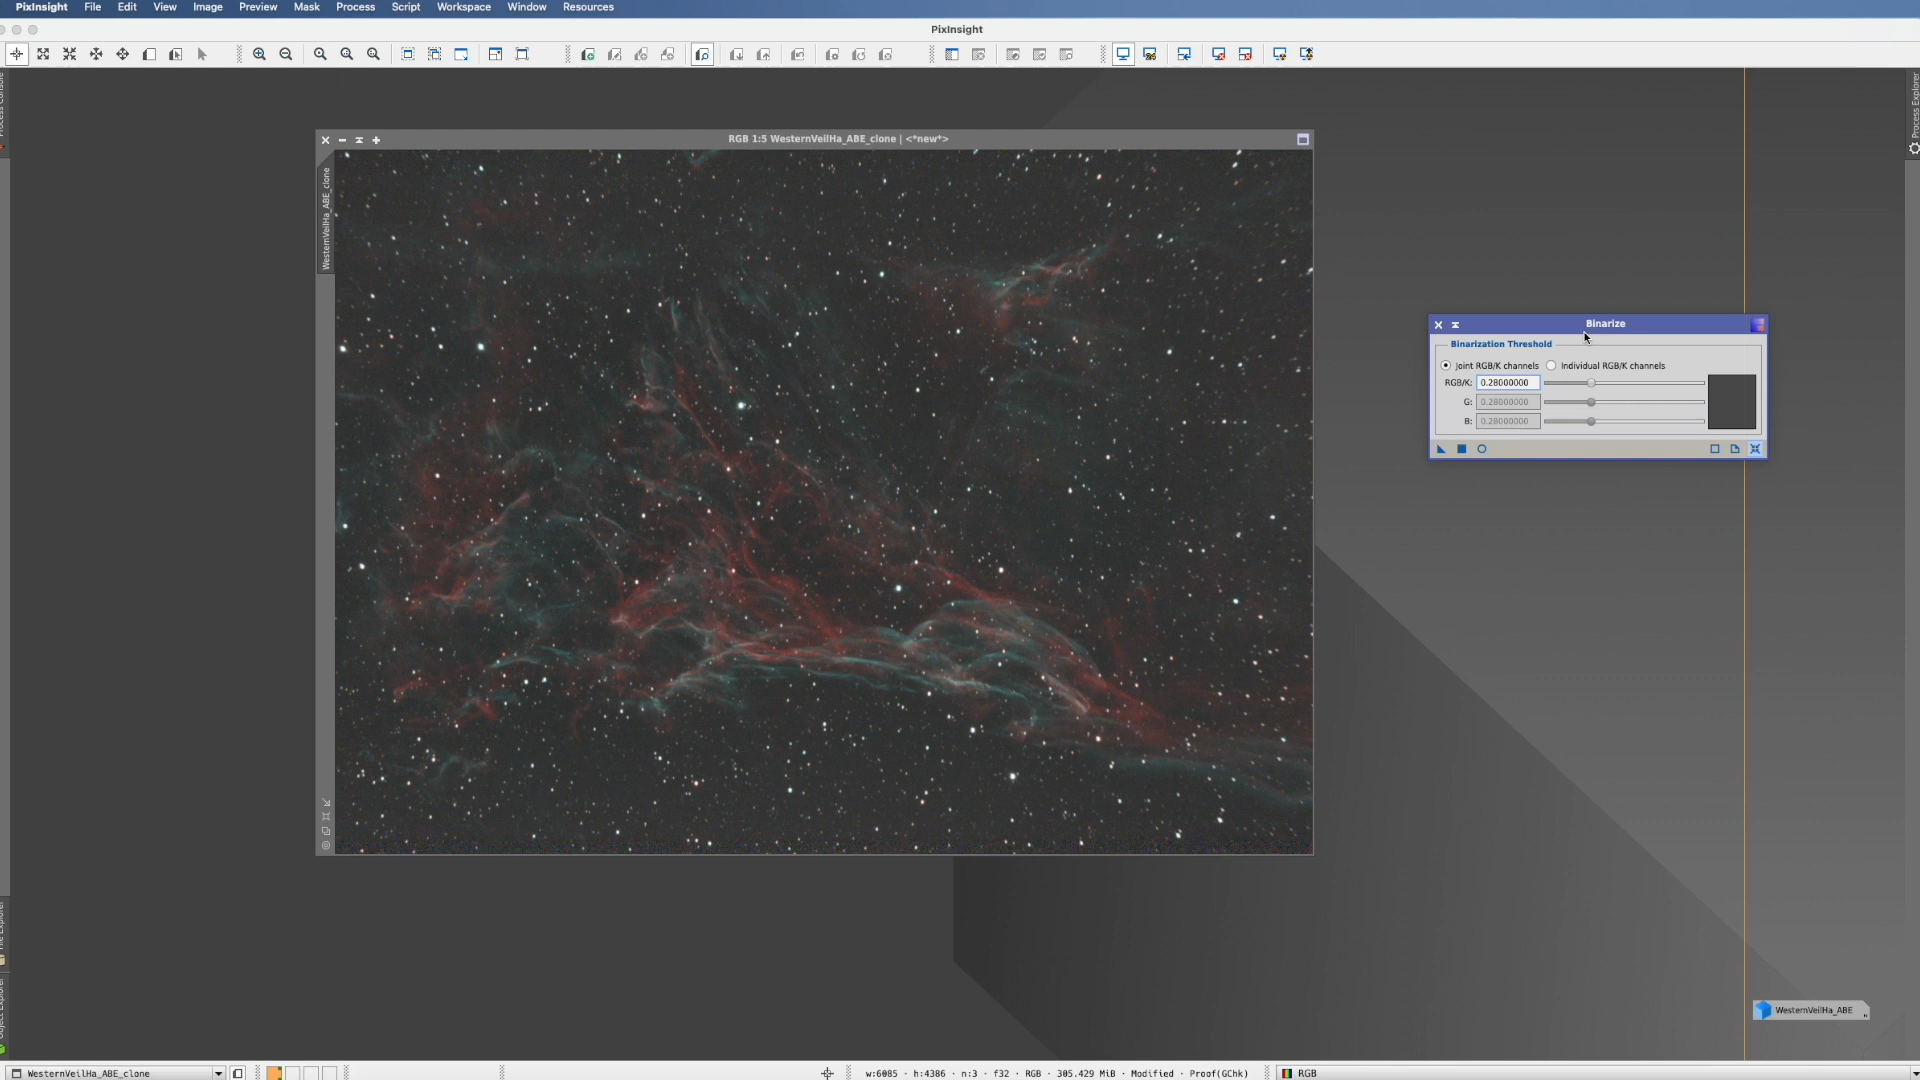 PixInsight File Edit View Image Preview Mask Process Script Workspace Window Resources
PixInsight
Process Explorer
RGB 1:5 WesternVeilHa_ABE_clone | <*new*>
WesternVeilHa_ABE_clone
Binarize
Binarization Threshold
Joint RGB/K channels Individual RGB/K channels
RGB/K: 0.28000000
G: 0.28000000
B: 0.28000000
WesternVeilHa_ABE
WesternVeilHa_ABE_clone
w:6085 · h:4386 · n:3 · f32 · RGB · 305.429 MiB · Modified · Proof(GChk)
RGB